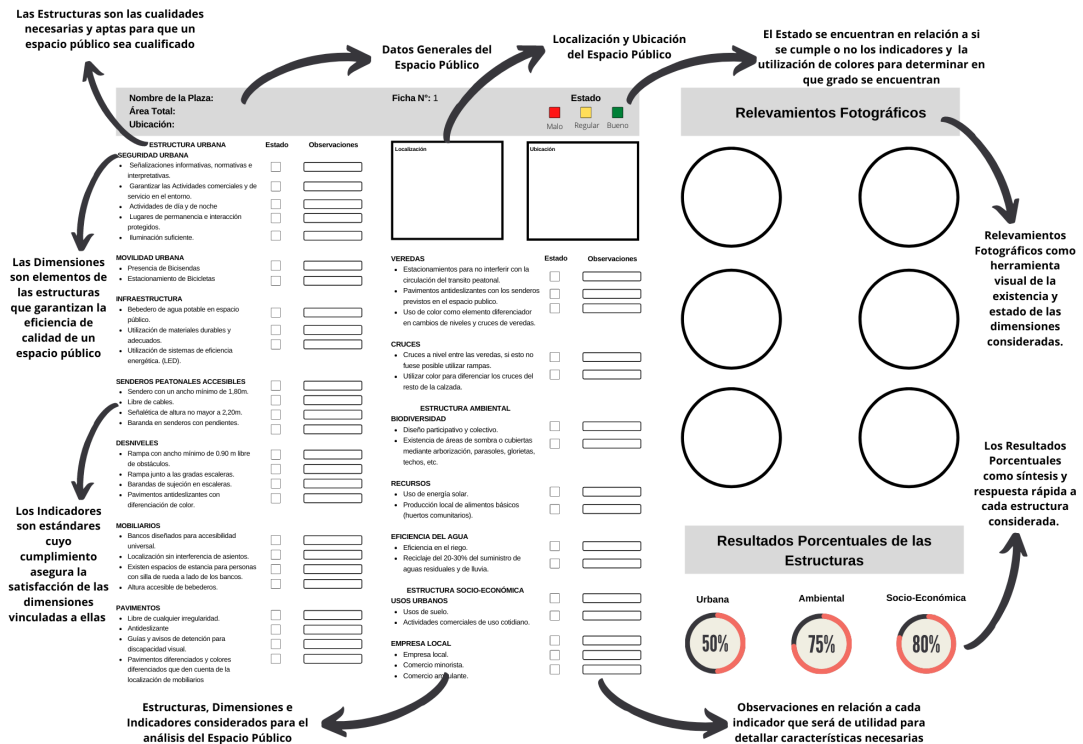 Las Estructuras son las cualidades
necesarias y aptas para que un
espacio público sea cualificado
Datos Generales del
Espacio Público
Localización y Ubicación
del Espacio Público
El Estado se encuentran en relación a si
se cumple o no los indicadores y la
utilización de colores para determinar en
que grado se encuentran
Nombre de la Plaza:
Área Total:
Ubicación:
Ficha N°: 1
Estado
Malo Regular Bueno
Relevamientos Fotográficos
ESTRUCTURA URBANA Estado Observaciones
SEGURIDAD URBANA
• Señalizaciones informativas, normativas e
interpretativas.
• Garantizar las Actividades comerciales y de
servicio en el entorno.
• Actividades de día y de noche
• Lugares de permanencia e interacción
protegidos.
• Iluminación suficiente.
MOVILIDAD URBANA
• Presencia de Bicisendas
• Estacionamiento de Bicicletas
INFRAESTRUCTURA
• Bebedero de agua potable en espacio
público.
• Utilización de materiales durables y
adecuados.
• Utilización de sistemas de eficiencia
energética. (LED).
SENDEROS PEATONALES ACCESIBLES
• Sendero con un ancho mínimo de 1,80m.
• Libre de cables.
• Señalética de altura no mayor a 2,20m.
• Baranda en senderos con pendientes.
DESNIVELES
• Rampa con ancho mínimo de 0.90 m libre
de obstáculos.
• Rampa junto a las gradas escaleras.
• Barandas de sujeción en escaleras.
• Pavimentos antideslizantes con
diferenciación de color.
MOBILIARIOS
• Bancos diseñados para accesibilidad
universal.
• Localización sin interferencia de asientos.
• Existen espacios de estancia para personas
con silla de rueda a lado de los bancos.
• Altura accesible de bebederos.
PAVIMENTOS
• Libre de cualquier irregularidad.
• Antideslizante
• Guías y avisos de detención para
discapacidad visual.
• Pavimentos diferenciados y colores
diferenciados que den cuenta de la
localización de mobiliarios
Localización
Ubicación
VEREDAS Estado Observaciones
• Estacionamientos para no interferir con la
circulación del transito peatonal.
• Pavimentos antideslizantes con los senderos
previstos en el espacio publico.
• Uso de color como elemento diferenciador
en cambios de niveles y cruces de veredas.
CRUCES
• Cruces a nivel entre las veredas, si esto no
fuese posible utilizar rampas.
• Utilizar color para diferenciar los cruces del
resto de la calzada.
ESTRUCTURA AMBIENTAL
BIODIVERSIDAD
• Diseño participativo y colectivo.
• Existencia de áreas de sombra o cubiertas
mediante arborización, parasoles, glorietas,
techos, etc.
RECURSOS
• Uso de energía solar.
• Producción local de alimentos básicos
(huertos comunitarios).
EFICIENCIA DEL AGUA
• Eficiencia en el riego.
• Reciclaje del 20-30% del suministro de
aguas residuales y de lluvia.
ESTRUCTURA SOCIO-ECONÓMICA
USOS URBANOS
• Usos de suelo.
• Actividades comerciales de uso cotidiano.
EMPRESA LOCAL
• Empresa local.
• Comercio minorista.
• Comercio ambulante.
Las Dimensiones
son elementos de
las estructuras
que garantizan la
eficiencia de
calidad de un
espacio público
Los Indicadores
son estándares
cuyo
cumplimiento
asegura la
satisfacción de las
dimensiones
vinculadas a ellas
Relevamientos
Fotográficos como
herramienta
visual de la
existencia y
estado de las
dimensiones
consideradas.
Los Resultados
Porcentuales
como síntesis y
respuesta rápida a
cada estructura
considerada.
Resultados Porcentuales de las
Estructuras
Urbana Ambiental Socio-Económica
50% 75% 80%
Estructuras, Dimensiones e
Indicadores considerados para el
análisis del Espacio Público
Observaciones en relación a cada
indicador que será de utilidad para
detallar características necesarias